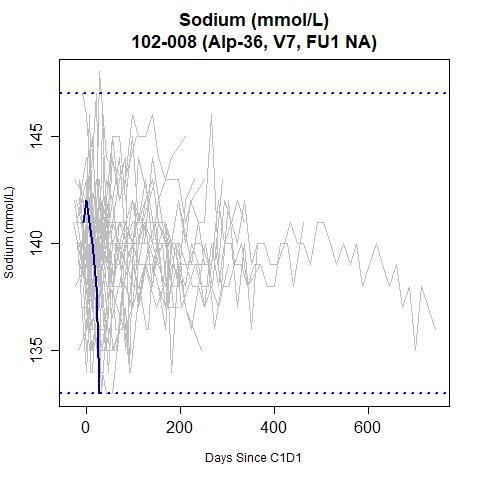 Sodium (mmol/L)
102-008 (Alp-36, V7, FU1 NA)
145
140
135
Sodium (mmol/L)
0 200 400 600
Days Since C1D1